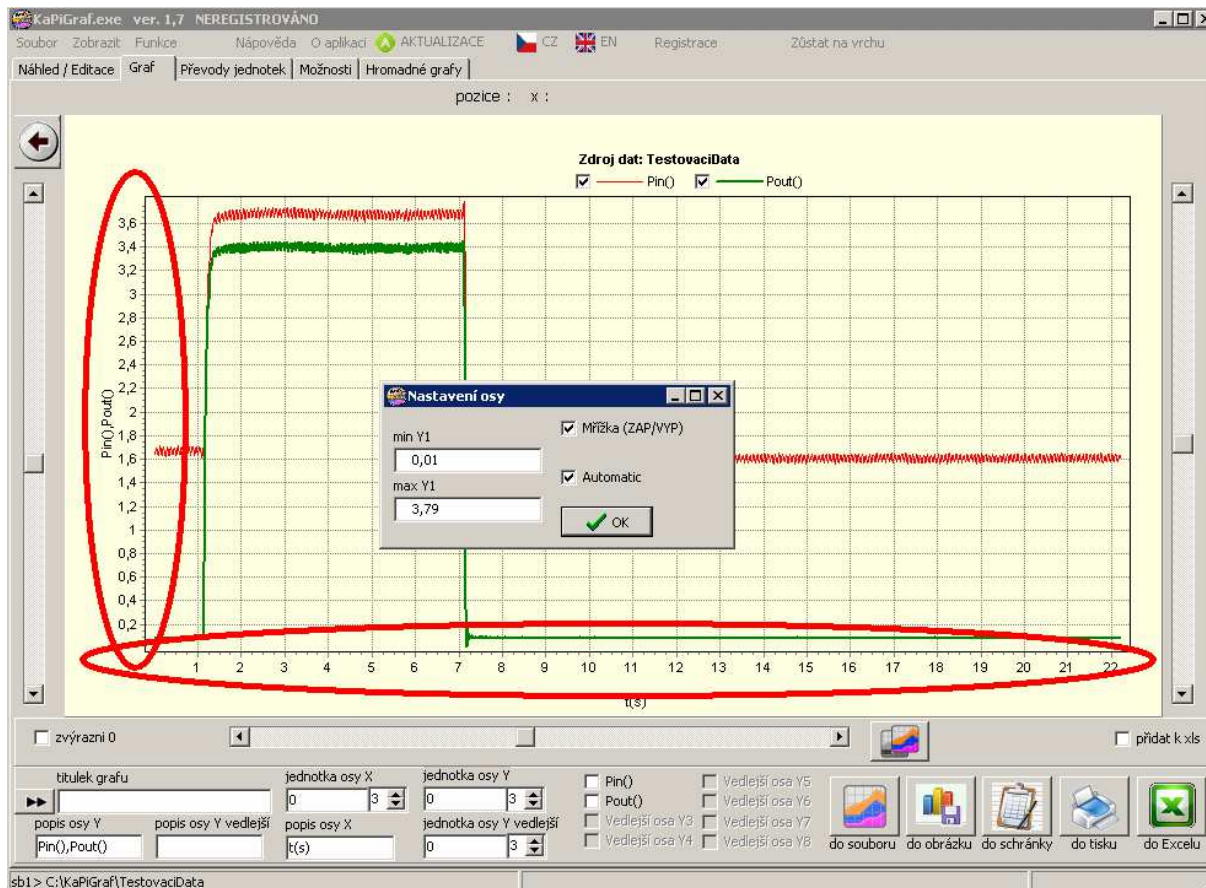 KaPiGraf.exe ver. 1,7 NEREGISTROVÁNO
Soubor Zobrazit Funkce Nápověda O aplikaci AKTUALIZACE CZ EN Registrace Zůstat na vrchu
Náhled / Editace Graf Převody jednotek Možnosti Hromadné grafy
pozice : x :
Zdroj dat: TestovaciData
Pin() Pout()
3,6
3,4
3,2
3
2,8
2,6
2,4
2,2
2
1,8
1,6
1,4
1,2
1
0,8
0,6
0,4
0,2
Pin(),Pout()
Nastavení osy
min Y1
0,01
max Y1
3,79
Mřížka (ZAP/VYP)
Automatic
OK
1 2 3 4 5 6 7 8 9 10 11 12 13 14 15 16 17 18 19 20 21 22
t(s)
zvýrazni 0
přidat k xls
titulek grafu
jednotka osy X
0 3
jednotka osy Y
0 3
popis osy Y
Pin(),Pout()
popis osy Y vedlejší
popis osy X
t(s)
jednotka osy Y vedlejší
0 3
Pin()
Pout()
Vedlejší osa Y3
Vedlejší osa Y4
Vedlejší osa Y5
Vedlejší osa Y6
Vedlejší osa Y7
Vedlejší osa Y8
do souboru do obrázku do schránky do tisku do Excelu
sb1> C:\KaPiGraf\TestovaciData